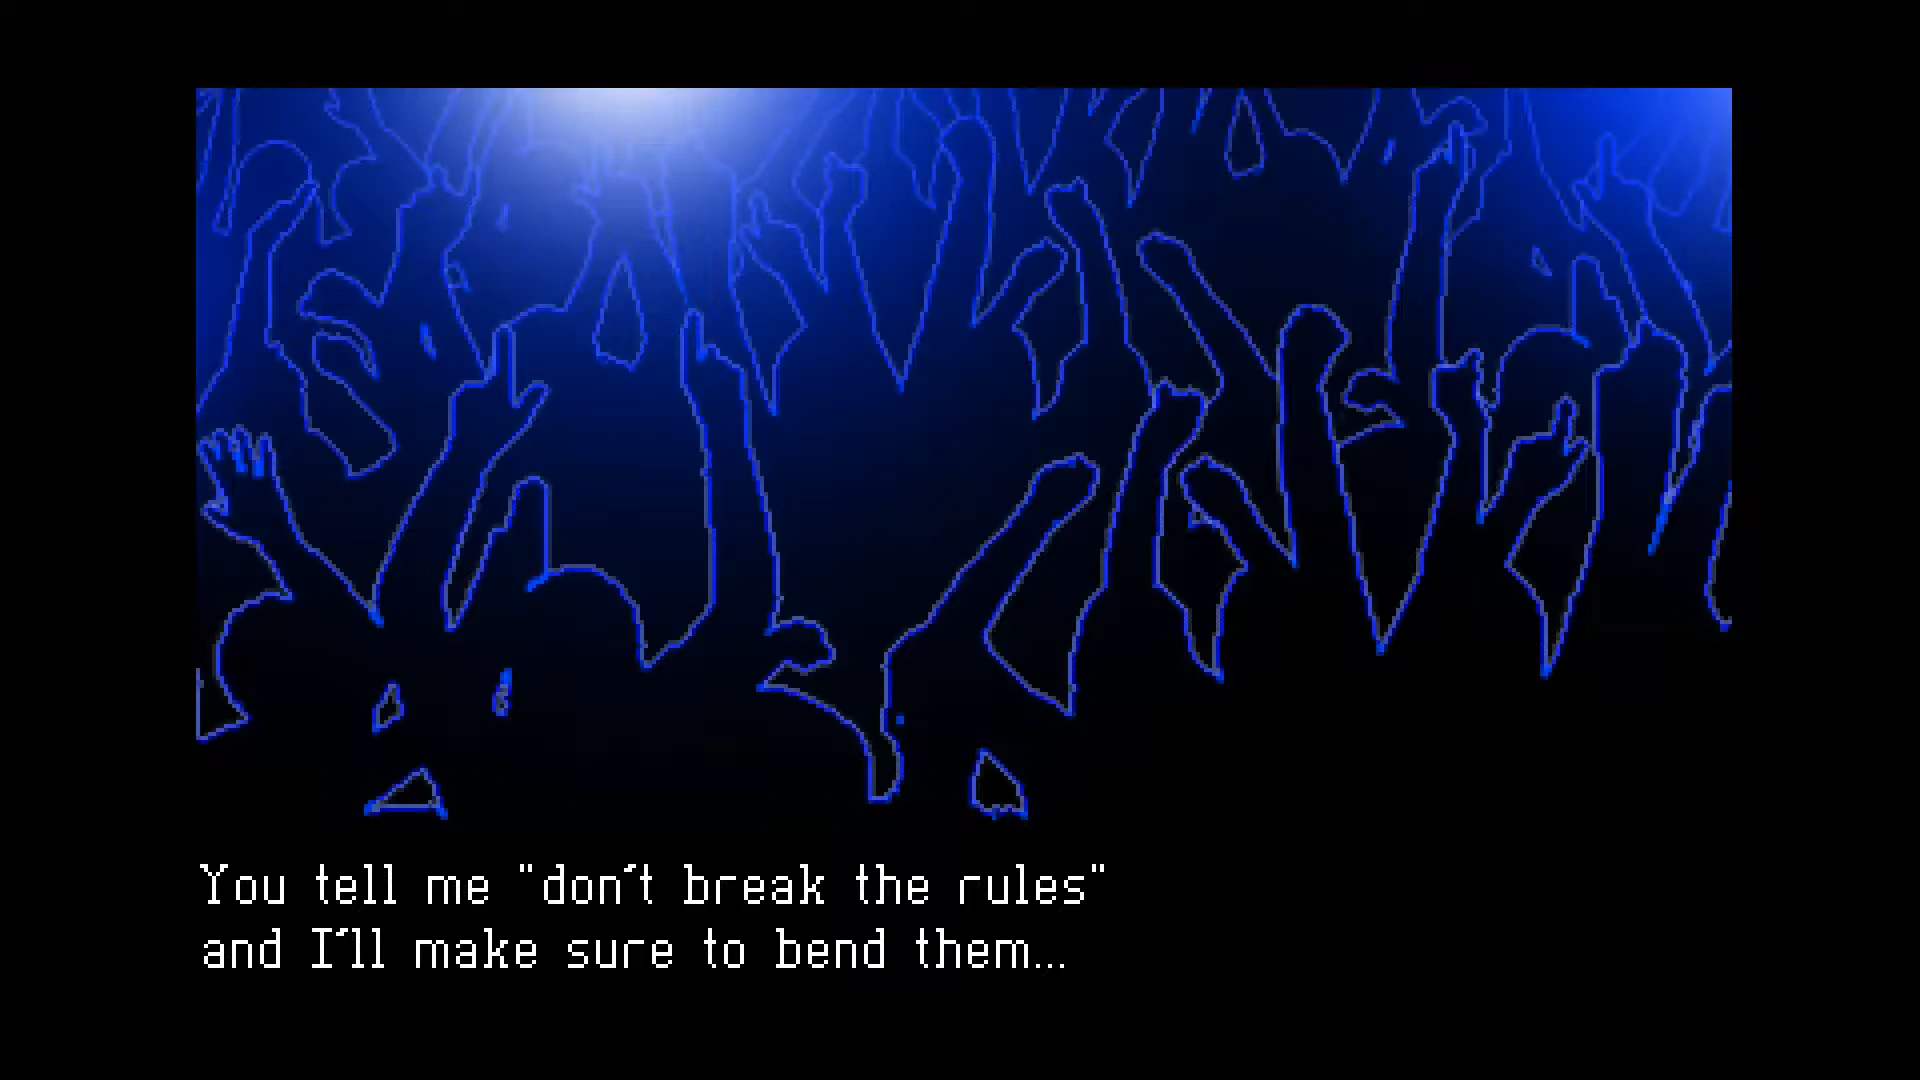 You tell me "don't break the rules"
and I'll make sure to bend them...